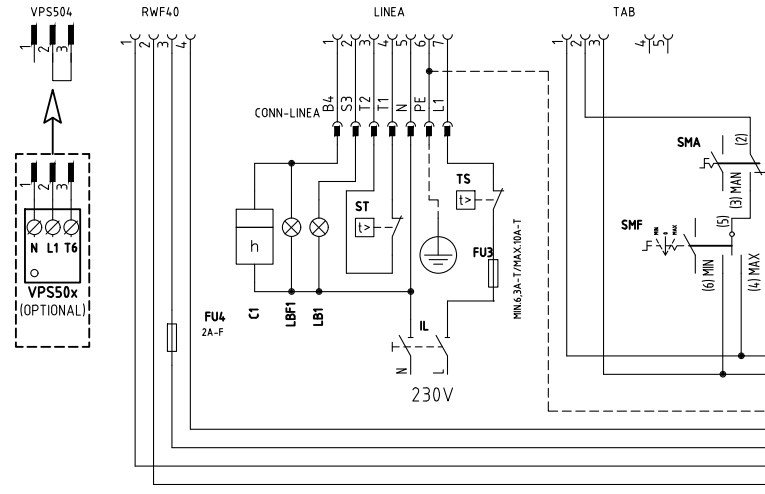 VPS504
1
2
3
1
2
3
N L1 T6
VPS50x
(OPTIONAL)
RWF40
1
2
3
4
FU4
2A-F
LINEA
1
2
3
4
5
6
7
CONN-LINEA
B4
S3
T2
T1
N
PE
L1
h
C1
LBF1
LB1
ST
t>
TS
t>
FU3
MIN.6,3A-T/MAX.10A-T
IL
N
L
230V
TAB
1
2
3
4
5
SMA
(2)
(3) MAN
SMF
MIN
0
MAX
(5)
(6) MIN
(4) MAX